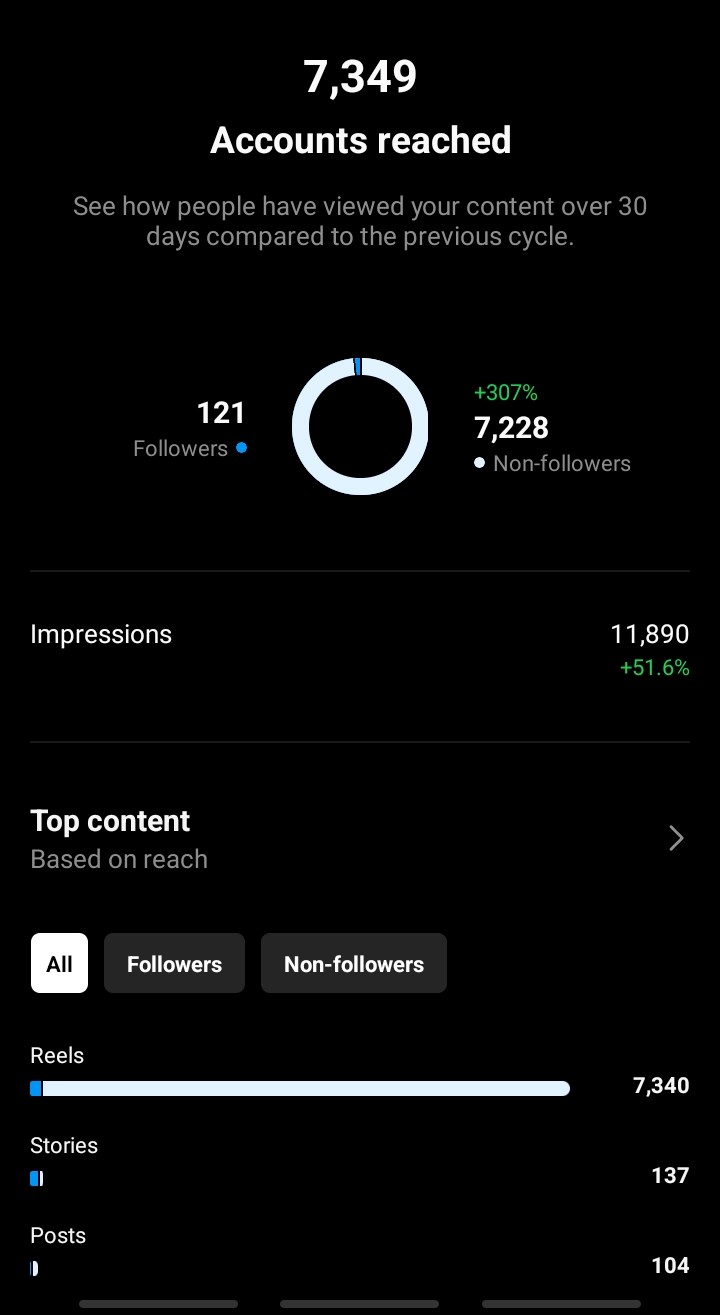 7,349
Accounts reached
See how people have viewed your content over 30
days compared to the previous cycle.
121
Followers
+307%
7,228
Non-followers
Impressions
11,890
+51.6%
Top content
Based on reach
All
Followers
Non-followers
Reels
7,340
Stories
137
Posts
104